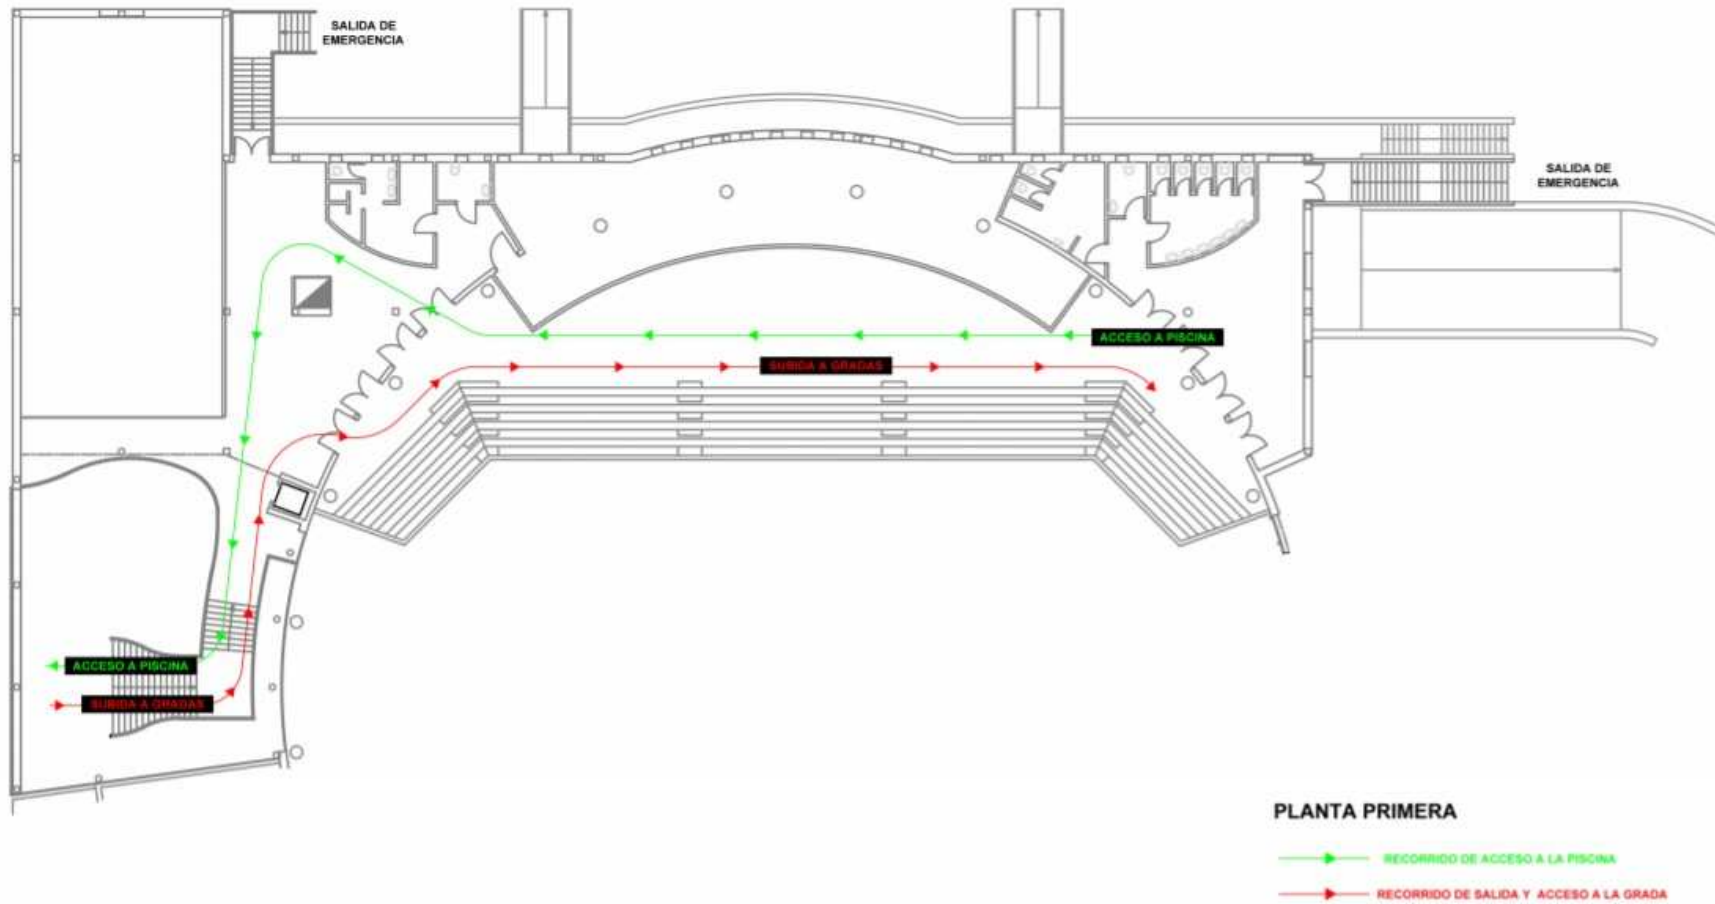 SALIDA DE
EMERGENCIA
SALIDA DE
EMERGENCIA
ACCESO A PISCINA
SUBIDA A GRADAS
ACCESO A PISCINA
SUBIDA A GRADAS
PLANTA PRIMERA
RECORRIDO DE ACCESO A LA PISCINA
RECORRIDO DE SALIDA Y ACCESO A LA GRADA